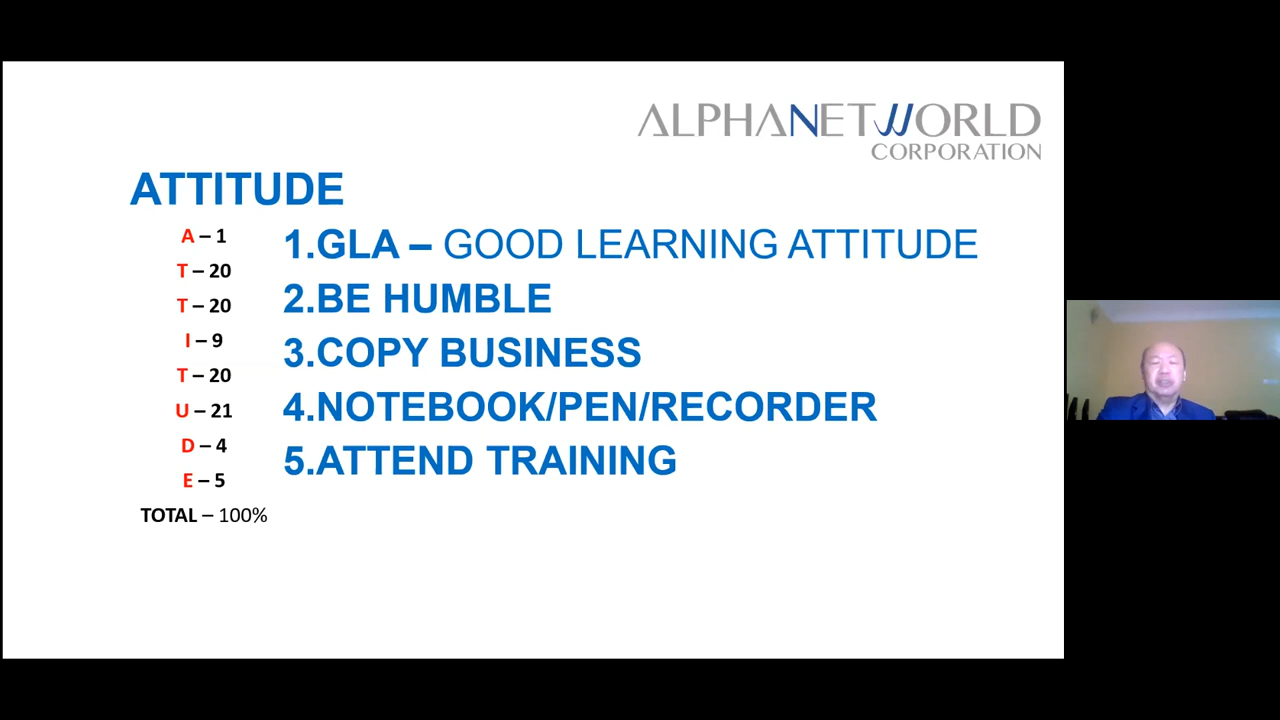 ALPHANETWORLD
CORPORATION
ATTITUDE
A – 1
T – 20
T – 20
I – 9
T – 20
U – 21
D – 4
E – 5
TOTAL – 100%
1.GLA – GOOD LEARNING ATTITUDE
2.BE HUMBLE
3.COPY BUSINESS
4.NOTEBOOK/PEN/RECORDER
5.ATTEND TRAINING